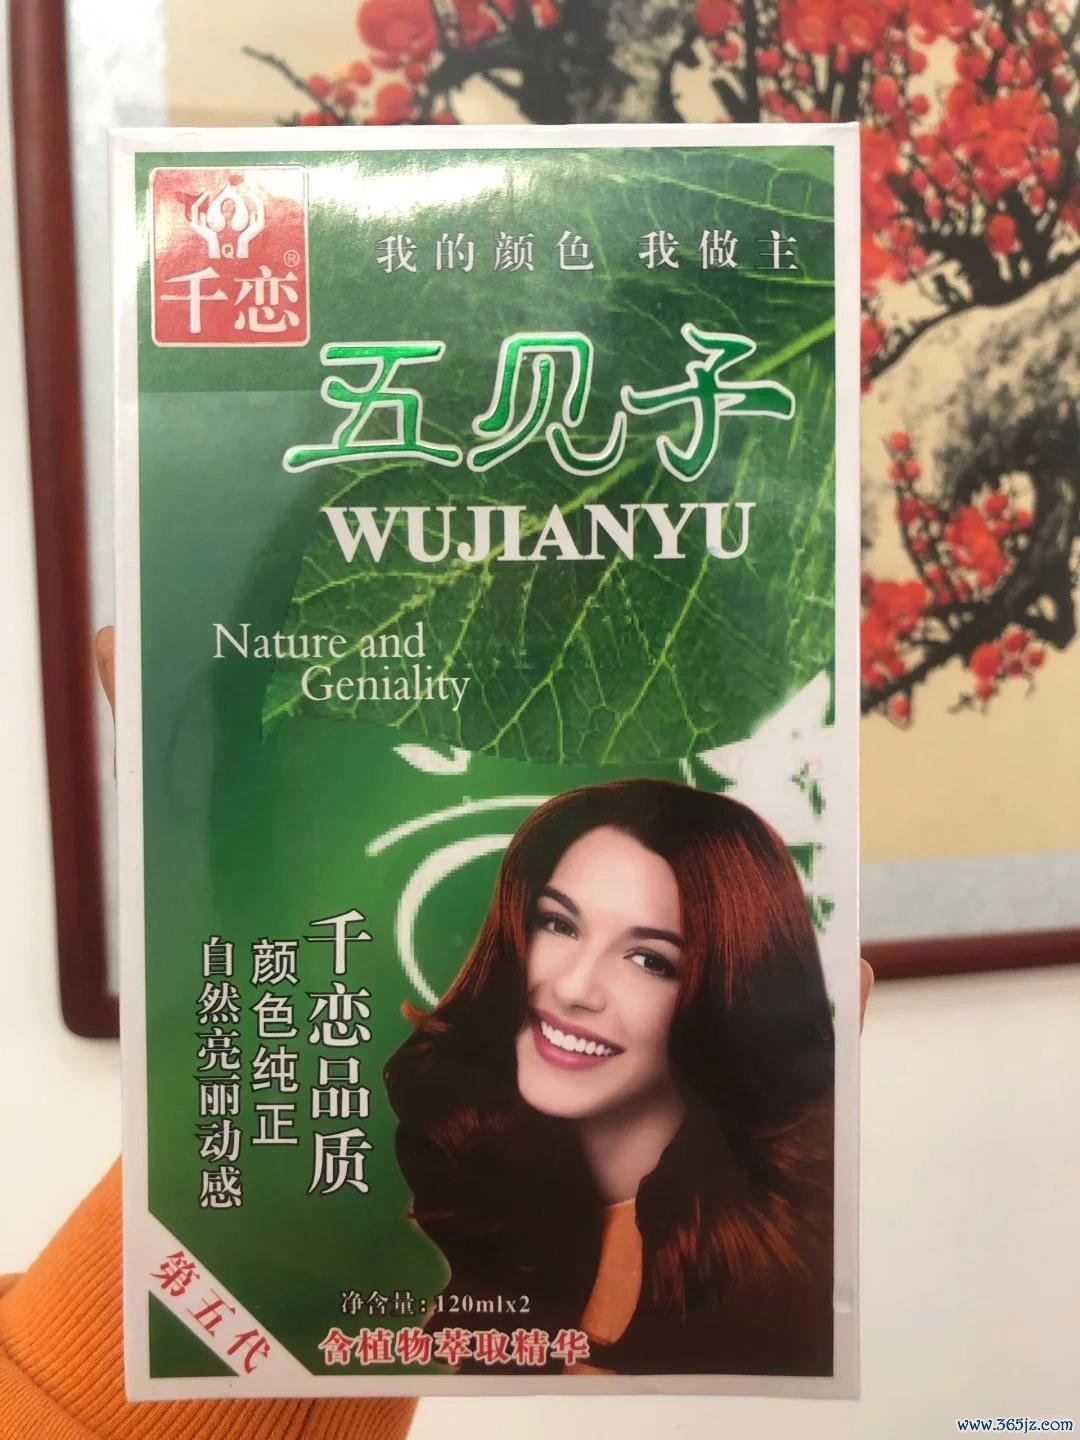 千恋
®
我的颜色 我做主
五见子
WUJIANYU
Nature and
Geniality
千恋品质
颜色纯正
自然亮丽动感
第五代
净含量:120mlx2
含植物萃取精华
www.365jz.com